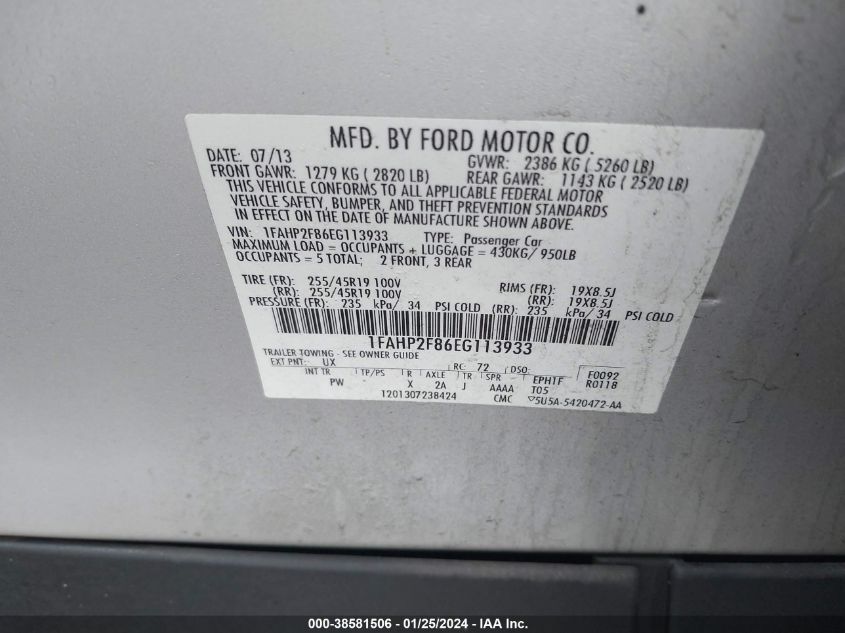 MFD. BY FORD MOTOR CO.
DATE: 07/13 GVWR: 2386 KG ( 5260 LB)
FRONT GAWR: 1279 KG ( 2820 LB) REAR GAWR: 1143 KG ( 2520 LB)
THIS VEHICLE CONFORMS TO ALL APPLICABLE FEDERAL MOTOR
VEHICLE SAFETY, BUMPER, AND THEFT PREVENTION STANDARDS
IN EFFECT ON THE DATE OF MANUFACTURE SHOWN ABOVE.
VIN: 1FAHP2F86EG113933 TYPE: Passenger Car
MAXIMUM LOAD = OCCUPANTS + LUGGAGE = 430KG/ 950LB
OCCUPANTS = 5 TOTAL; 2 FRONT, 3 REAR
TIRE (FR): 255/45R19 100V RIMS (FR): 19X8.5J
(RR): 255/45R19 100V (RR): 19X8.5J
PRESSURE (FR): 235 kPa/ 34 PSI COLD (RR): 235 kPa/ 34 PSI COLD
1FAHP2F86EG113933
TRAILER TOWING - SEE OWNER GUIDE
EXT PNT: UX RC: 72 DSO: F0092
INT TR TP/PS R AXLE TR SPR EPHTF R0118
PW X 2A J AAAA T05
T201307238424 CMC ▽5U5A-5420472-AA
000-38581506 - 01/25/2024 - IAA Inc.